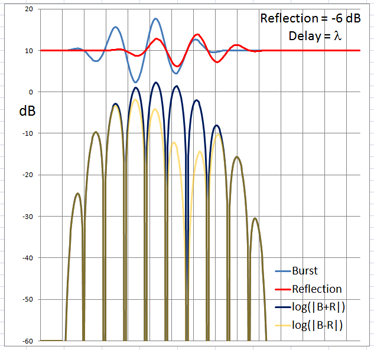 20
Reflection = -6 dB
Delay = λ
10
0
dB
-10
-20
-30
-40
-50
-60
Burst
Reflection
log(|B+R|)
log(|B-R|)